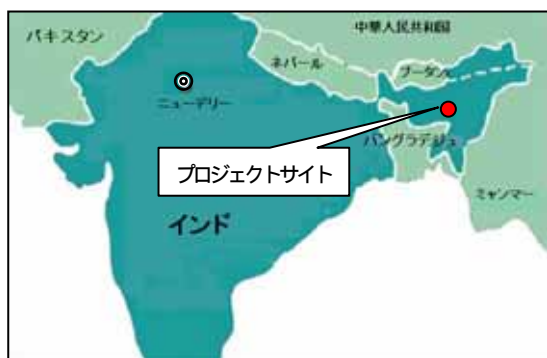 中華人民共和国
パキスタン
ネパール
ブータン
ニューデリー
バングラデシュ
プロジェクトサイト
ミャンマー
インド